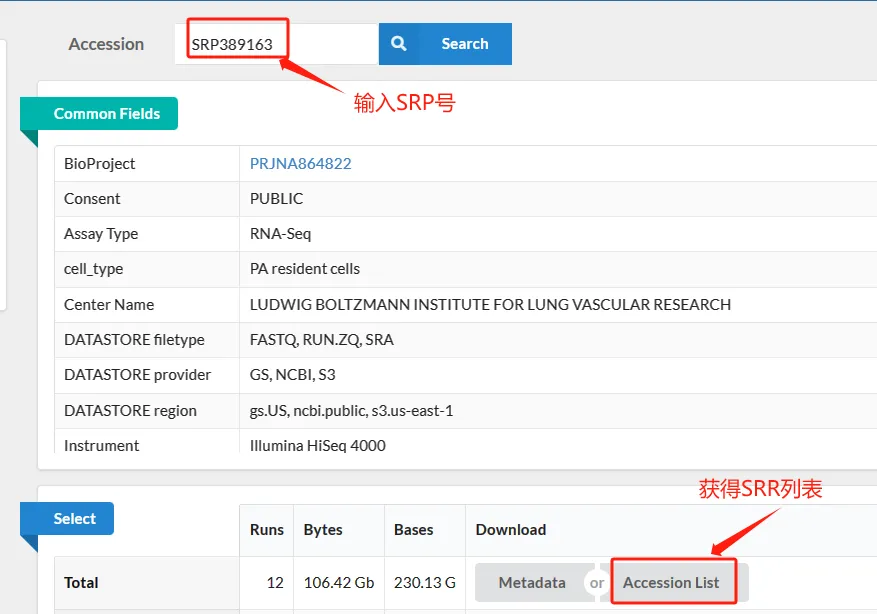 Accession SRP389163 Search
输入SRP号
Common Fields
BioProject PRJNA864822
Consent PUBLIC
Assay Type RNA-Seq
cell_type PA resident cells
Center Name LUDWIG BOLTZMANN INSTITUTE FOR LUNG VASCULAR RESEARCH
DATASTORE filetype FASTQ, RUN.ZQ, SRA
DATASTORE provider GS, NCBI, S3
DATASTORE region gs.US, ncbi.public, s3.us-east-1
Instrument Illumina HiSeq 4000
获得SRR列表
Select
Runs Bytes Bases Download
Total 12 106.42 Gb 230.13 G Metadata or Accession List